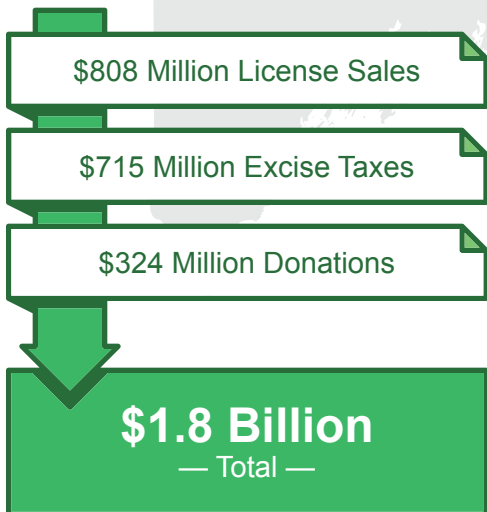 $808 Million License Sales
$715 Million Excise Taxes
$324 Million Donations
$1.8 Billion
— Total —